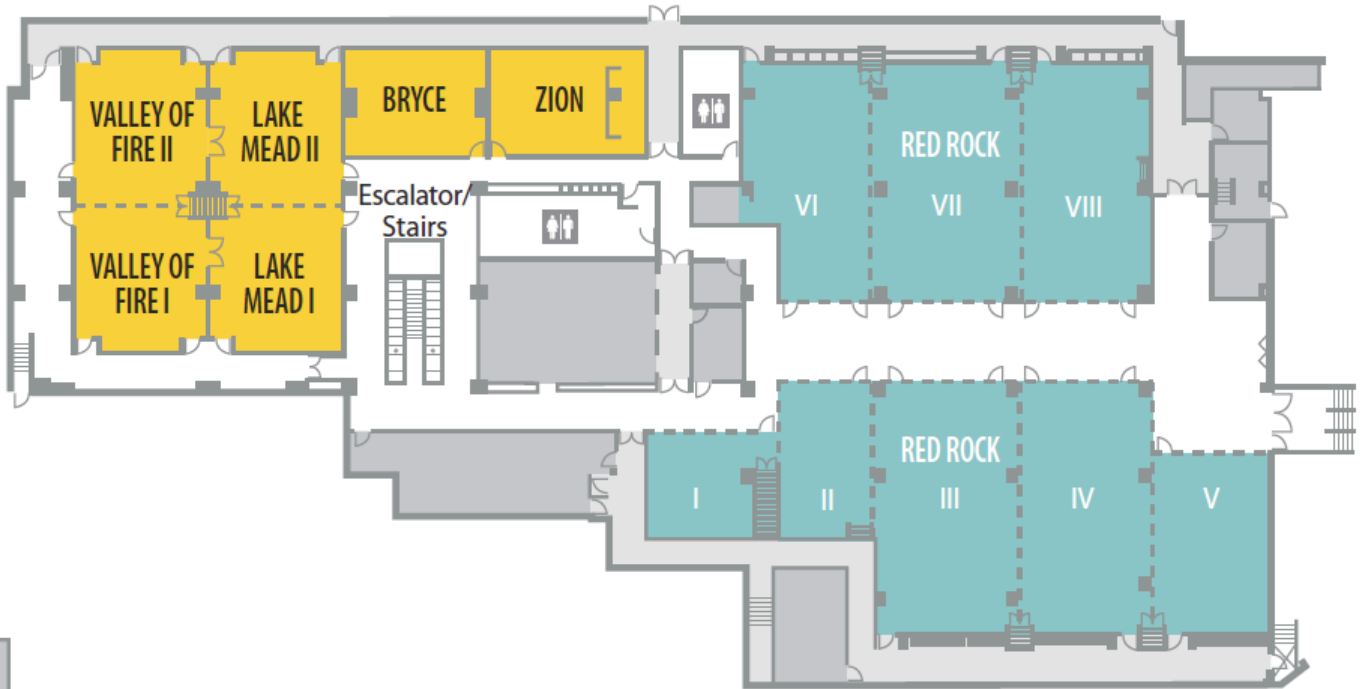 VALLEY OF
FIRE II
LAKE
MEAD II
BRYCE
ZION
RED ROCK
VI
VII
VIII
Escalator/
Stairs
VALLEY OF
FIRE I
LAKE
MEAD I
RED ROCK
I
II
III
IV
V